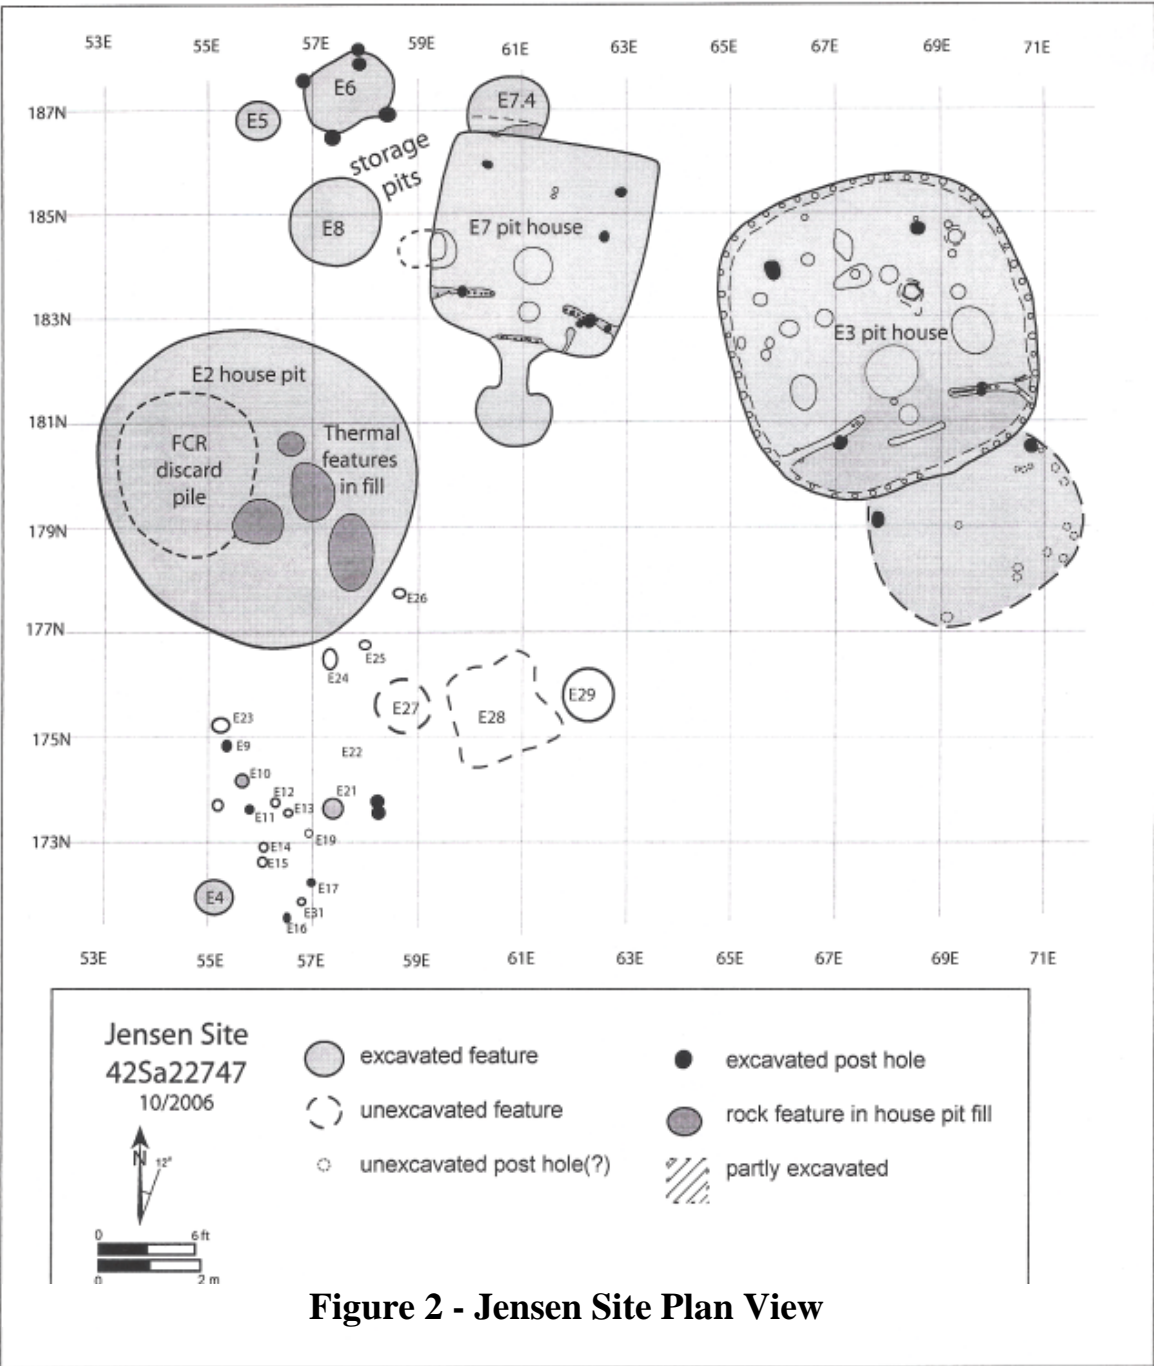 53E 55E 57E 59E 61E 63E 65E 67E 69E 71E
187N
185N
183N
181N
179N
177N
175N
173N
E6
E5
E7.4
storage
pits
E8
E7 pit house
E3 pit house
E2 house pit
FCR
discard
pile
Thermal
features
in fill
E26
E25
E24
E27
E28
E29
E23
E9
E22
E10
E12
E21
E11
E13
E19
E14
E15
E17
E4
E31
E16
53E 55E 57E 59E 61E 63E 65E 67E 69E 71E
Jensen Site
42Sa22747
10/2006
N
12°
0 6 ft
0 2 m
excavated feature
unexcavated feature
unexcavated post hole(?)
excavated post hole
rock feature in house pit fill
partly excavated
Figure 2 - Jensen Site Plan View